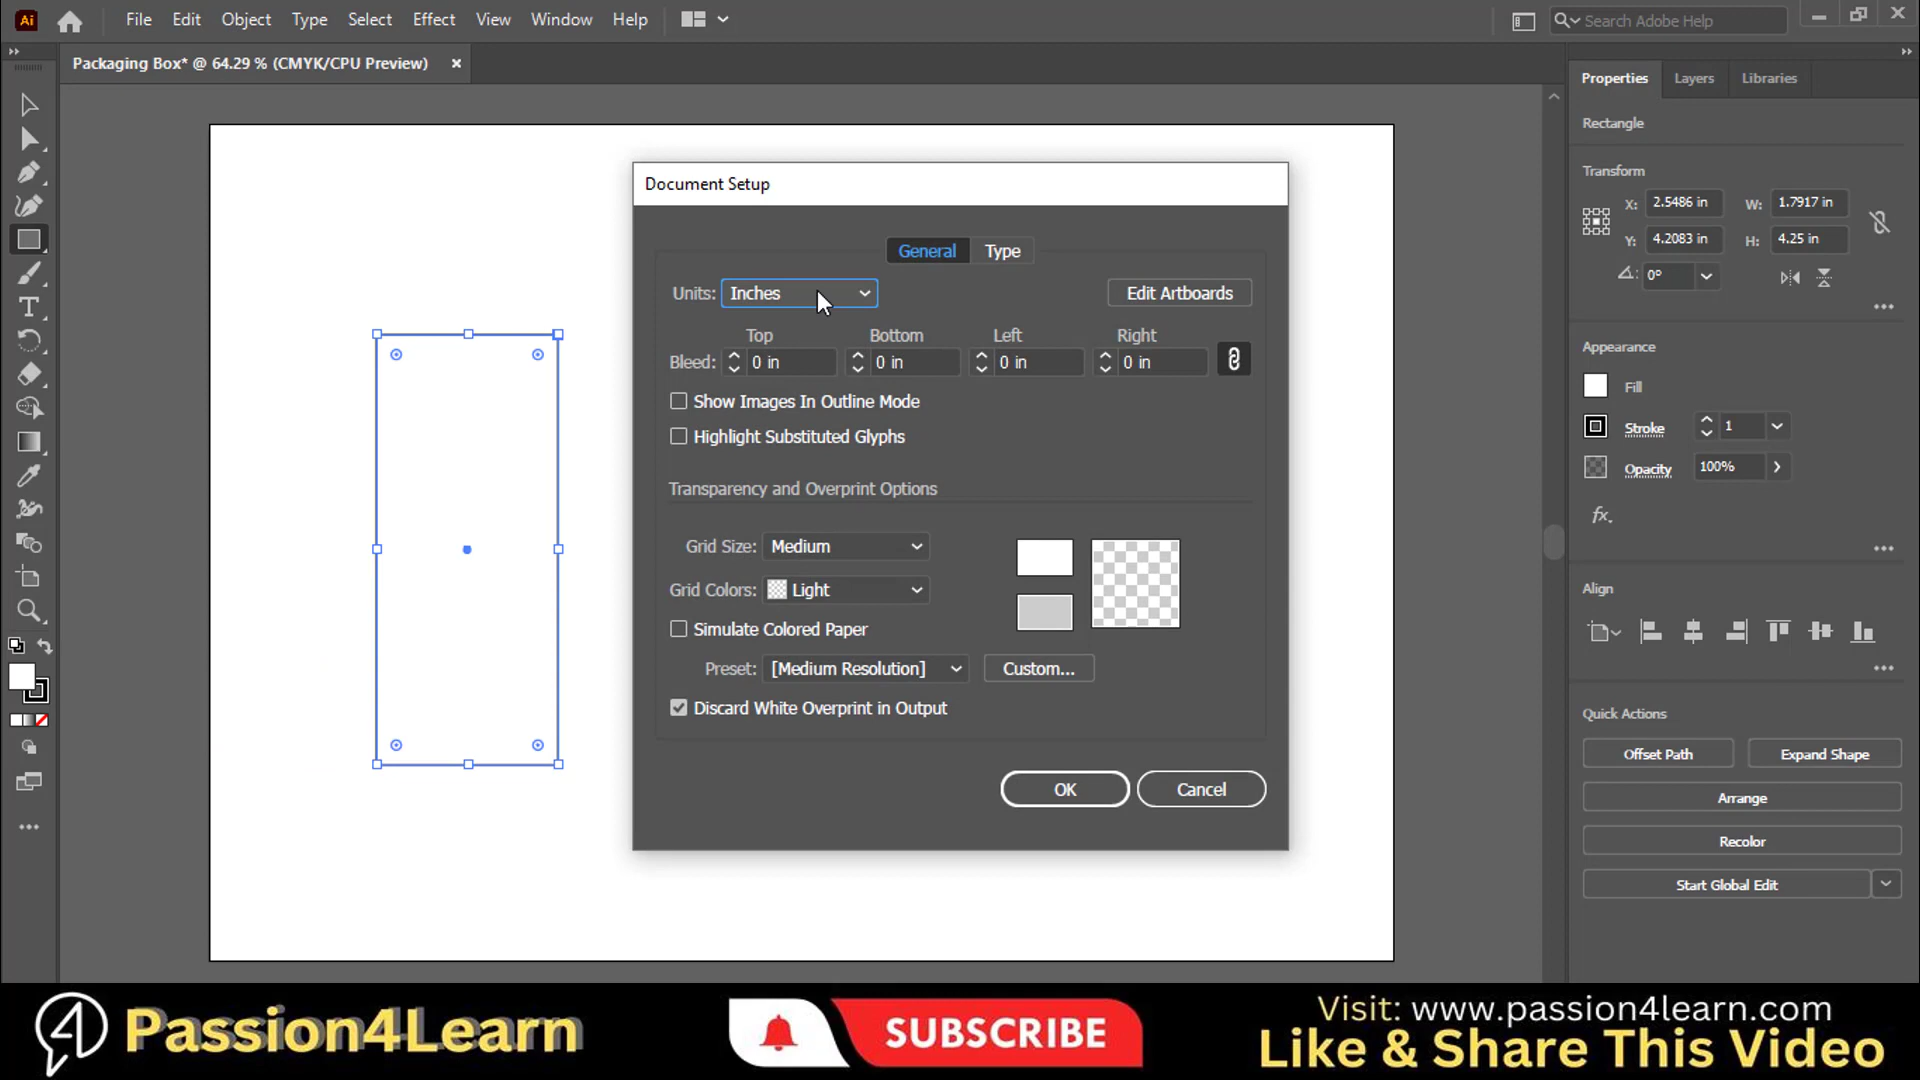 Ai File Edit Object Type Select Effect View Window Help Search Adobe Help
Packaging Box* @ 64.29 % (CMYK/CPU Preview) ×
Document Setup
General Type
Units: Inches Edit Artboards
Top Bottom Left Right
Bleed: 0 in 0 in 0 in 0 in
Show Images In Outline Mode
Highlight Substituted Glyphs
Transparency and Overprint Options
Grid Size: Medium
Grid Colors: Light
Simulate Colored Paper
Preset: [Medium Resolution] Custom...
Discard White Overprint in Output
OK Cancel
Properties Layers Libraries
Rectangle
Transform
X: 2.5486 in W: 1.7917 in
Y: 4.2083 in H: 4.25 in
0°
Appearance
Fill
Stroke 1
Opacity 100%
fx.
Align
Quick Actions
Offset Path Expand Shape
Arrange
Recolor
Start Global Edit
Passion4Learn
SUBSCRIBE
Visit: www.passion4learn.com
Like & Share This Video